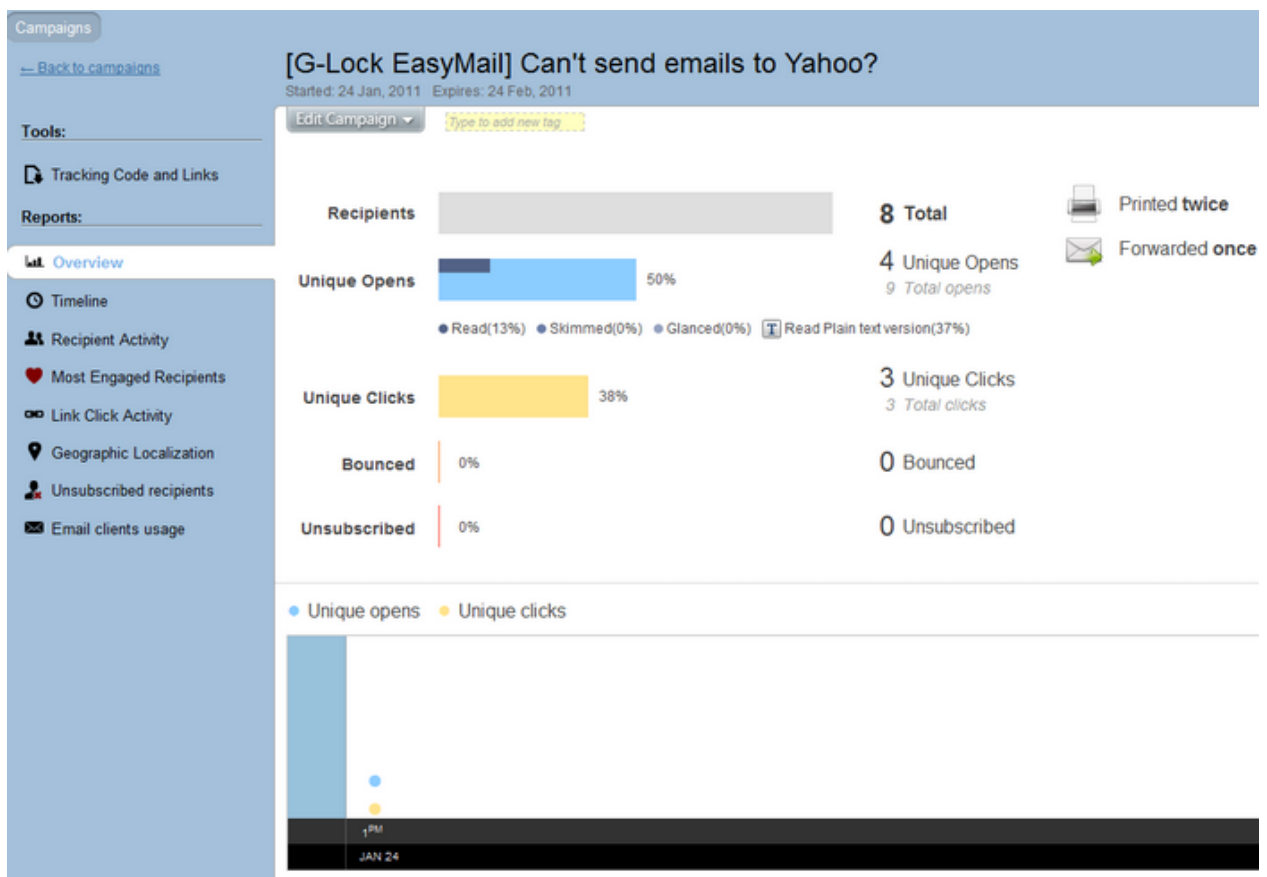 Campaigns
← Back to campaigns
[G-Lock EasyMail] Can't send emails to Yahoo?
Started: 24 Jan, 2011 Expires: 24 Feb, 2011
Edit Campaign
Type to add new tag
Tools:
Tracking Code and Links
Reports:
Overview
Timeline
Recipient Activity
Most Engaged Recipients
Link Click Activity
Geographic Localization
Unsubscribed recipients
Email clients usage
Recipients
8 Total
Printed twice
Forwarded once
Unique Opens
50%
4 Unique Opens
9 Total opens
Read(13%) Skimmed(0%) Glanced(0%) T Read Plain text version(37%)
Unique Clicks
38%
3 Unique Clicks
3 Total clicks
Bounced
0%
0 Bounced
Unsubscribed
0%
0 Unsubscribed
Unique opens Unique clicks
1PM
JAN 24